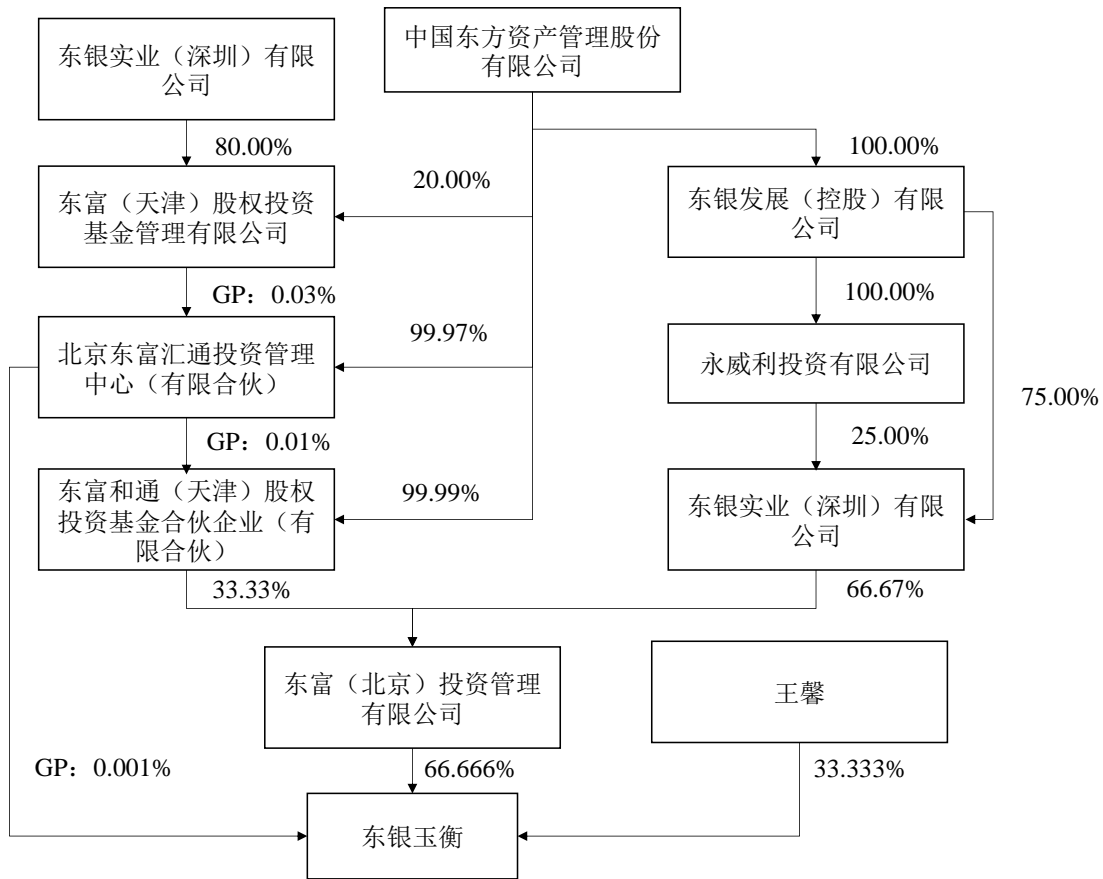 东银实业（深圳）有限
公司
中国东方资产管理股份
有限公司
80.00%
20.00%
100.00%
东富（天津）股权投资
基金管理有限公司
东银发展（控股）有限
公司
GP：0.03%
100.00%
99.97%
北京东富汇通投资管理
中心（有限合伙）
永威利投资有限公司
75.00%
GP：0.01%
25.00%
99.99%
东富和通（天津）股权
投资基金合伙企业（有
限合伙）
东银实业（深圳）有限
公司
33.33%
66.67%
东富（北京）投资管理
有限公司
王馨
GP：0.001%
66.666%
33.333%
东银玉衡